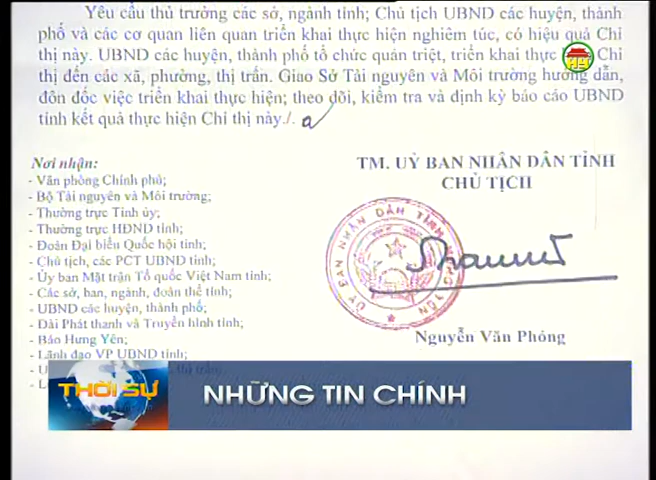 Yêu cầu thủ trưởng các sở, ngành tỉnh; Chủ tịch UBND các huyện, thành
phố và các cơ quan liên quan triển khai thực hiện nghiêm túc, có hiệu quả Chỉ
thị này. UBND các huyện, thành phố tổ chức quán triệt, triển khai thực Chỉ
thị đến các xã, phường, thị trấn. Giao Sở Tài nguyên và Môi trường hướng dẫn,
đôn đốc việc triển khai thực hiện; theo dõi, kiểm tra và định kỳ báo cáo UBND
tỉnh kết quả thực hiện Chỉ thị này./.
HY
Nơi nhận:
- Văn phòng Chính phủ;
- Bộ Tài nguyên và Môi trường;
- Thường trực Tỉnh ủy;
- Thường trực HĐND tỉnh;
- Đoàn Đại biểu Quốc hội tỉnh;
- Chủ tịch, các PCT UBND tỉnh;
- Ủy ban Mặt trận Tổ quốc Việt Nam tỉnh;
- Các sở, ban, ngành, đoàn thể tỉnh;
- UBND các huyện, thành phố;
- Đài Phát thanh và Truyền hình tỉnh;
- Báo Hưng Yên;
- Lãnh đạo VP UBND tỉnh;
TM. UỶ BAN NHÂN DÂN TỈNH
CHỦ TỊCH
ỦY BAN NHÂN DÂN TỈNH HƯNG YÊN
Nguyễn Văn Phóng
THỜI SỰ
NHỮNG TIN CHÍNH